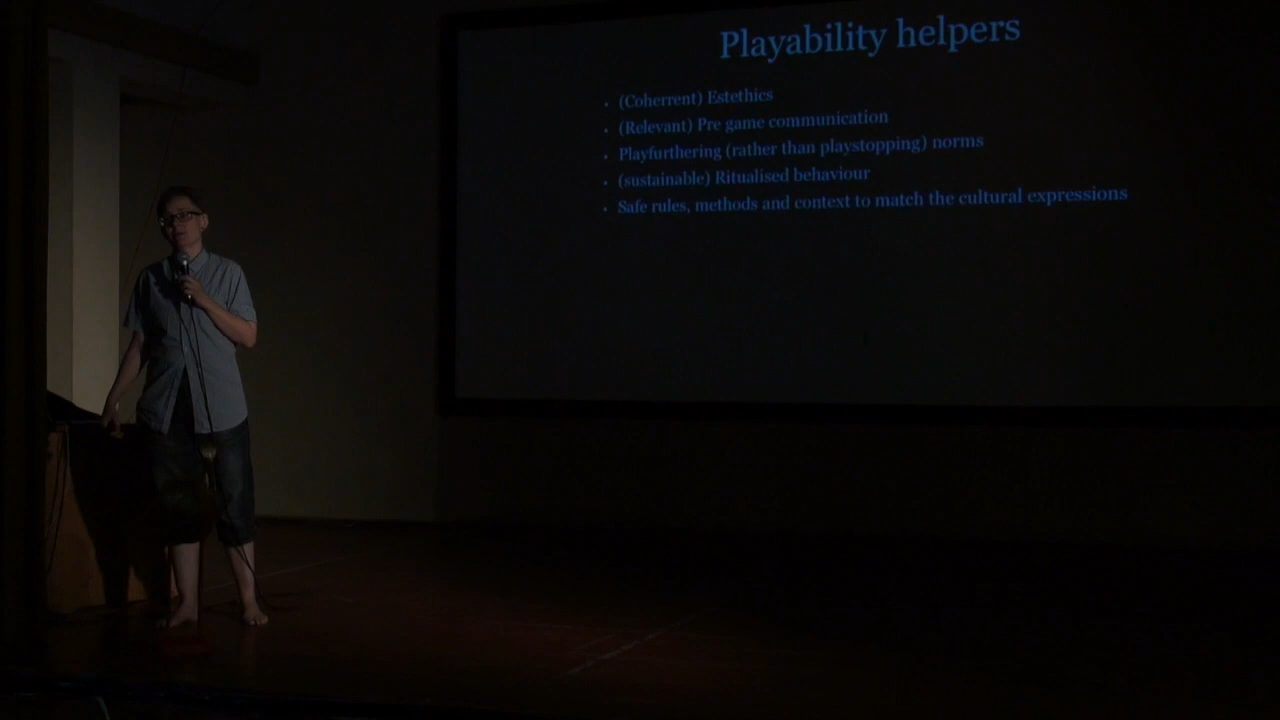 Playability helpers
• (Coherrent) Estethics
• (Relevant) Pre game communication
• Playfurthering (rather than playstopping) norms
• (sustainable) Ritualised behaviour
• Safe rules, methods and context to match the cultural expressions